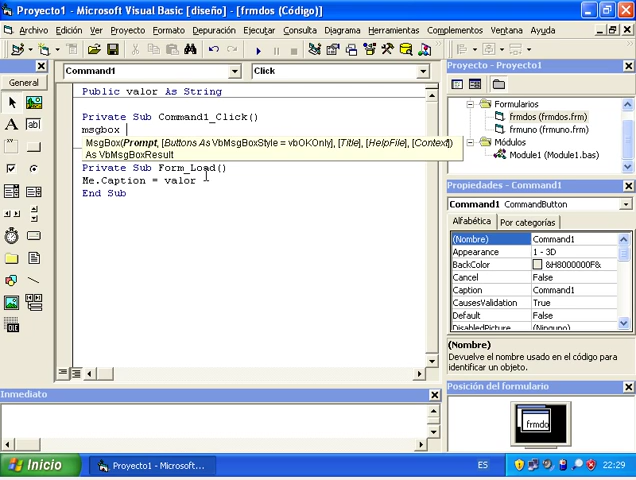 Proyecto1 - Microsoft Visual Basic [diseño] - [frmdos (Código)]
Archivo Edición Ver Proyecto Formato Depuración Ejecutar Consulta Diagrama Herramientas Complementos Ventana Ayuda
General
Command1
Click
Public valor As String
Private Sub Command1_Click()
msgbox
MsgBox(Prompt, [Buttons As VbMsgBoxStyle = vbOKOnly], [Title], [HelpFile], [Context])
As VbMsgBoxResult
Private Sub Form_Load()
Me.Caption = valor
End Sub
Proyecto - Proyecto1
Formularios
frmdos (frmdos.frm)
frmuno (frmuno.frm)
Módulos
Module1 (Module1.bas)
Propiedades - Command1
Command1 CommandButton
Alfabética Por categorías
(Nombre) Command1
Appearance 1 - 3D
BackColor &H8000000F&
Cancel False
Caption Command1
CausesValidation True
Default False
DisabledPicture (Ninguno)
(Nombre)
Devuelve el nombre usado en el código para
identificar un objeto.
Inmediato
Posición del formulario
frmdo
Inicio
Proyecto1 - Microsoft...
ES
22:29